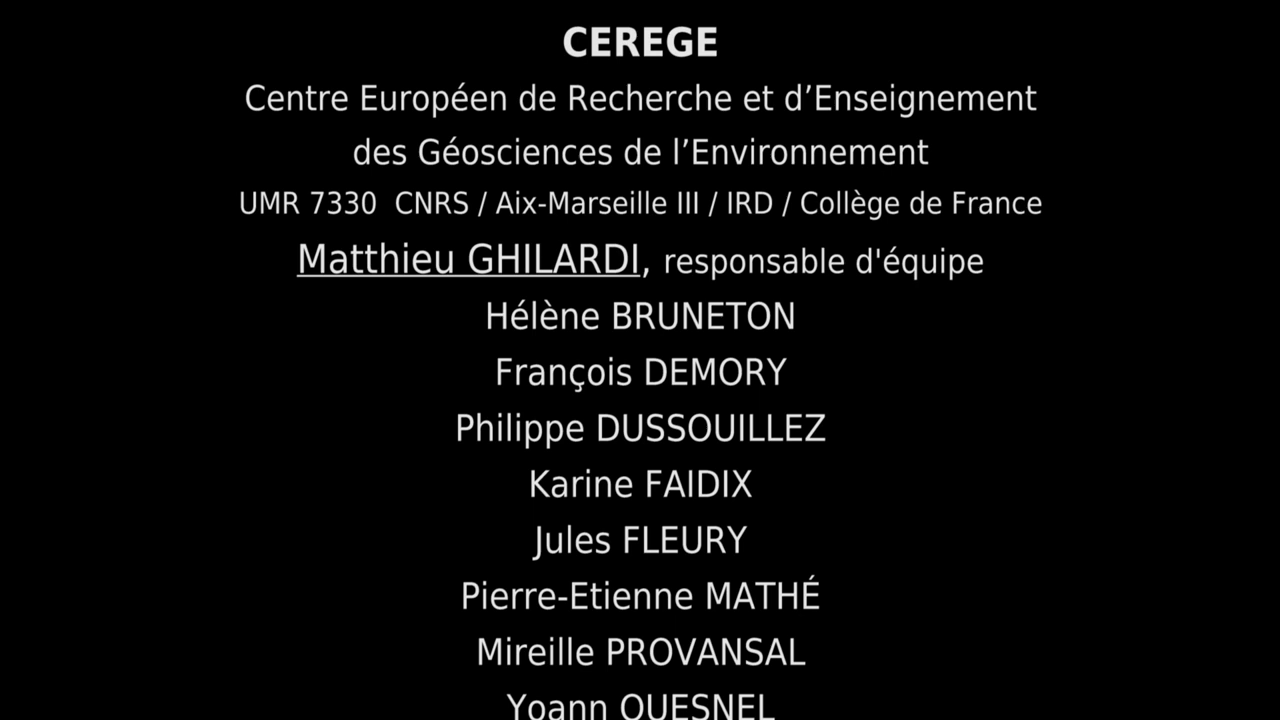 CEREGE
Centre Européen de Recherche et d’Enseignement
des Géosciences de l’Environnement
UMR 7330  CNRS / Aix-Marseille III / IRD / Collège de France
Matthieu GHILARDI, responsable d'équipe
Hélène BRUNETON
François DEMORY
Philippe DUSSOUILLEZ
Karine FAIDIX
Jules FLEURY
Pierre-Etienne MATHÉ
Mireille PROVANSAL
Yoann QUESNEL